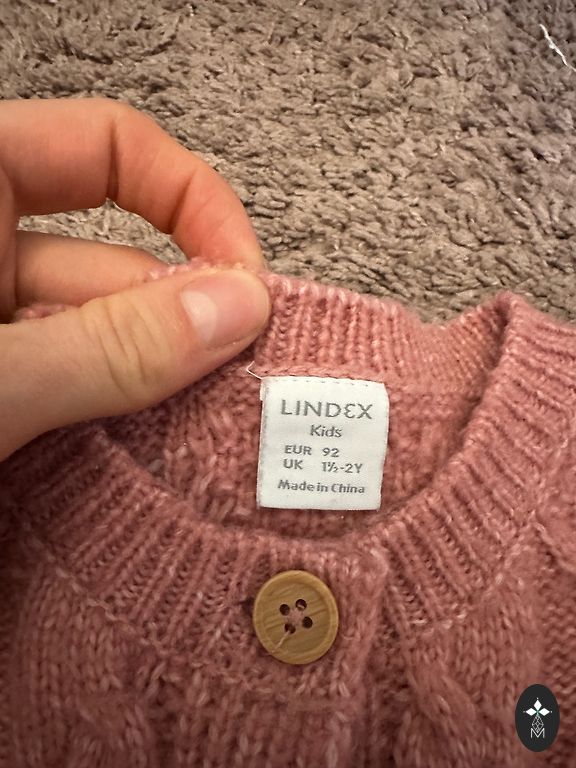 LINDEX
Kids
EUR 92
UK 1½-2Y
Made in China
M